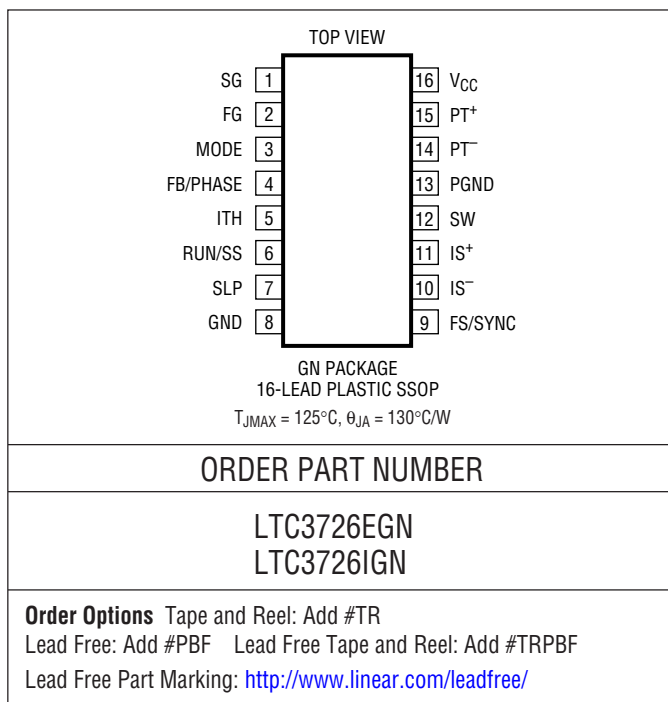 TOP VIEW
SG 1 16 VCC
FG 2 15 PT+
MODE 3 14 PT−
FB/PHASE 4 13 PGND
ITH 5 12 SW
RUN/SS 6 11 IS+
SLP 7 10 IS−
GND 8 9 FS/SYNC
GN PACKAGE
16-LEAD PLASTIC SSOP
TJMAX = 125°C, θJA = 130°C/W
ORDER PART NUMBER
LTC3726EGN
LTC3726IGN
Order Options Tape and Reel: Add #TR
Lead Free: Add #PBF Lead Free Tape and Reel: Add #TRPBF
Lead Free Part Marking: http://www.linear.com/leadfree/